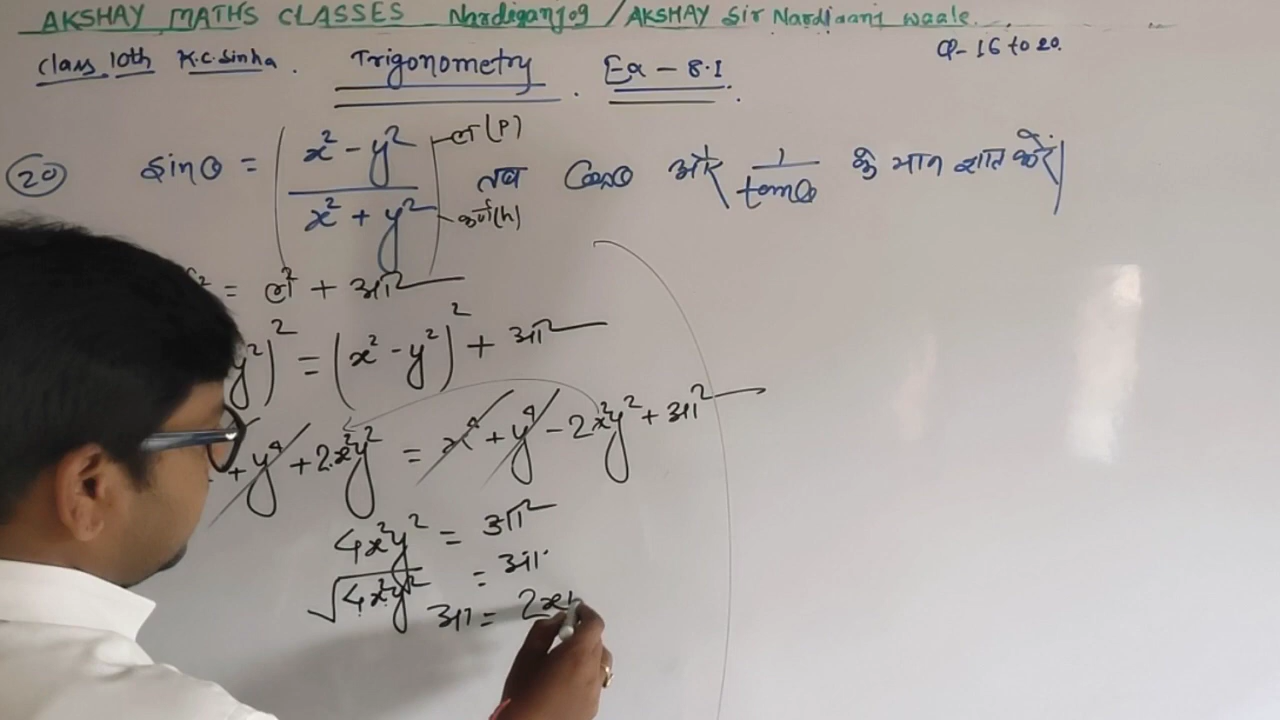 AKSHAY MATHS CLASSES Nardiganj09 / AKSHAY Sir Nardiganj waale.
Class 10th K.C.Sinha. Trigonometry. Ex - 8.1. Q- 16 to 20.
20 sinθ = (x² - y² / x² + y²) तब Cosθ और 1/tanθ के मान ज्ञात करें।
लं (P)
कर्ण (h)
² = लं² + आ²
y²)² = (x² - y²)² + आ²
+ y⁴ + 2x²y² = x⁴ + y⁴ - 2x²y² + आ²
4x²y² = आ²
√4x²y² = आ
आ = 2x